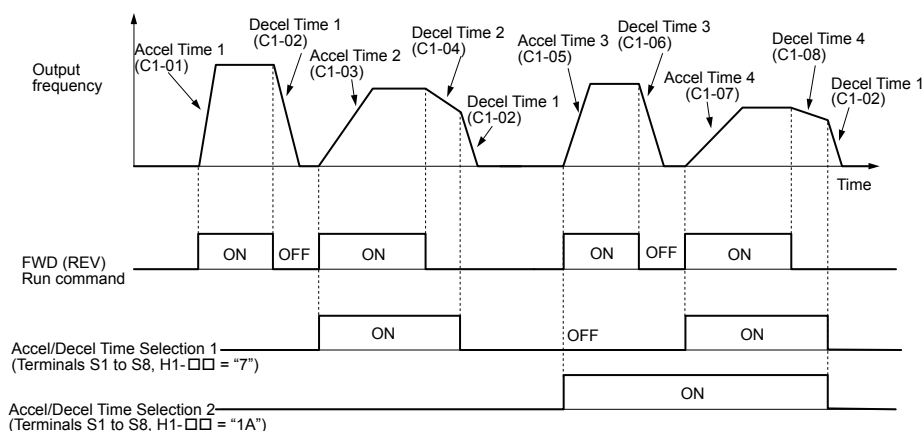 Accel Time 1
(C1-01)
Decel Time 1
(C1-02)
Accel Time 2
(C1-03)
Decel Time 2
(C1-04)
Decel Time 1
(C1-02)
Accel Time 3
(C1-05)
Decel Time 3
(C1-06)
Accel Time 4
(C1-07)
Decel Time 4
(C1-08)
Decel Time 1
(C1-02)
Output
frequency
Time
FWD (REV)
Run command
ON
OFF
ON
ON
OFF
ON
Accel/Decel Time Selection 1
(Terminals S1 to S8, H1-□□ = “7”)
ON
OFF
ON
Accel/Decel Time Selection 2
(Terminals S1 to S8, H1-□□ = “1A”)
ON